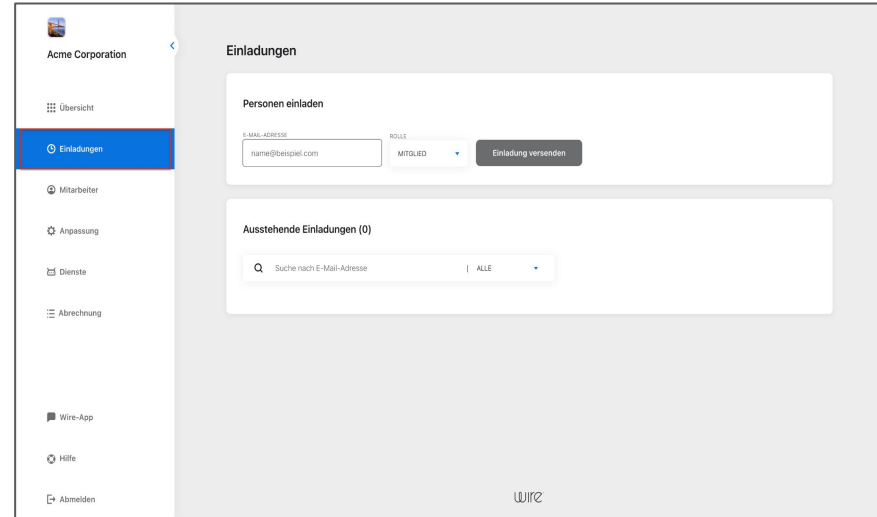 Acme Corporation
Übersicht
Einladungen
Mitarbeiter
Anpassung
Dienste
Abrechnung
Wire-App
Hilfe
Abmelden
Einladungen
Personen einladen
E-MAIL-ADRESSE ROLLE
name@beispiel.com MITGLIED Einladung versenden
Ausstehende Einladungen (0)
Suche nach E-Mail-Adresse | ALLE
wire